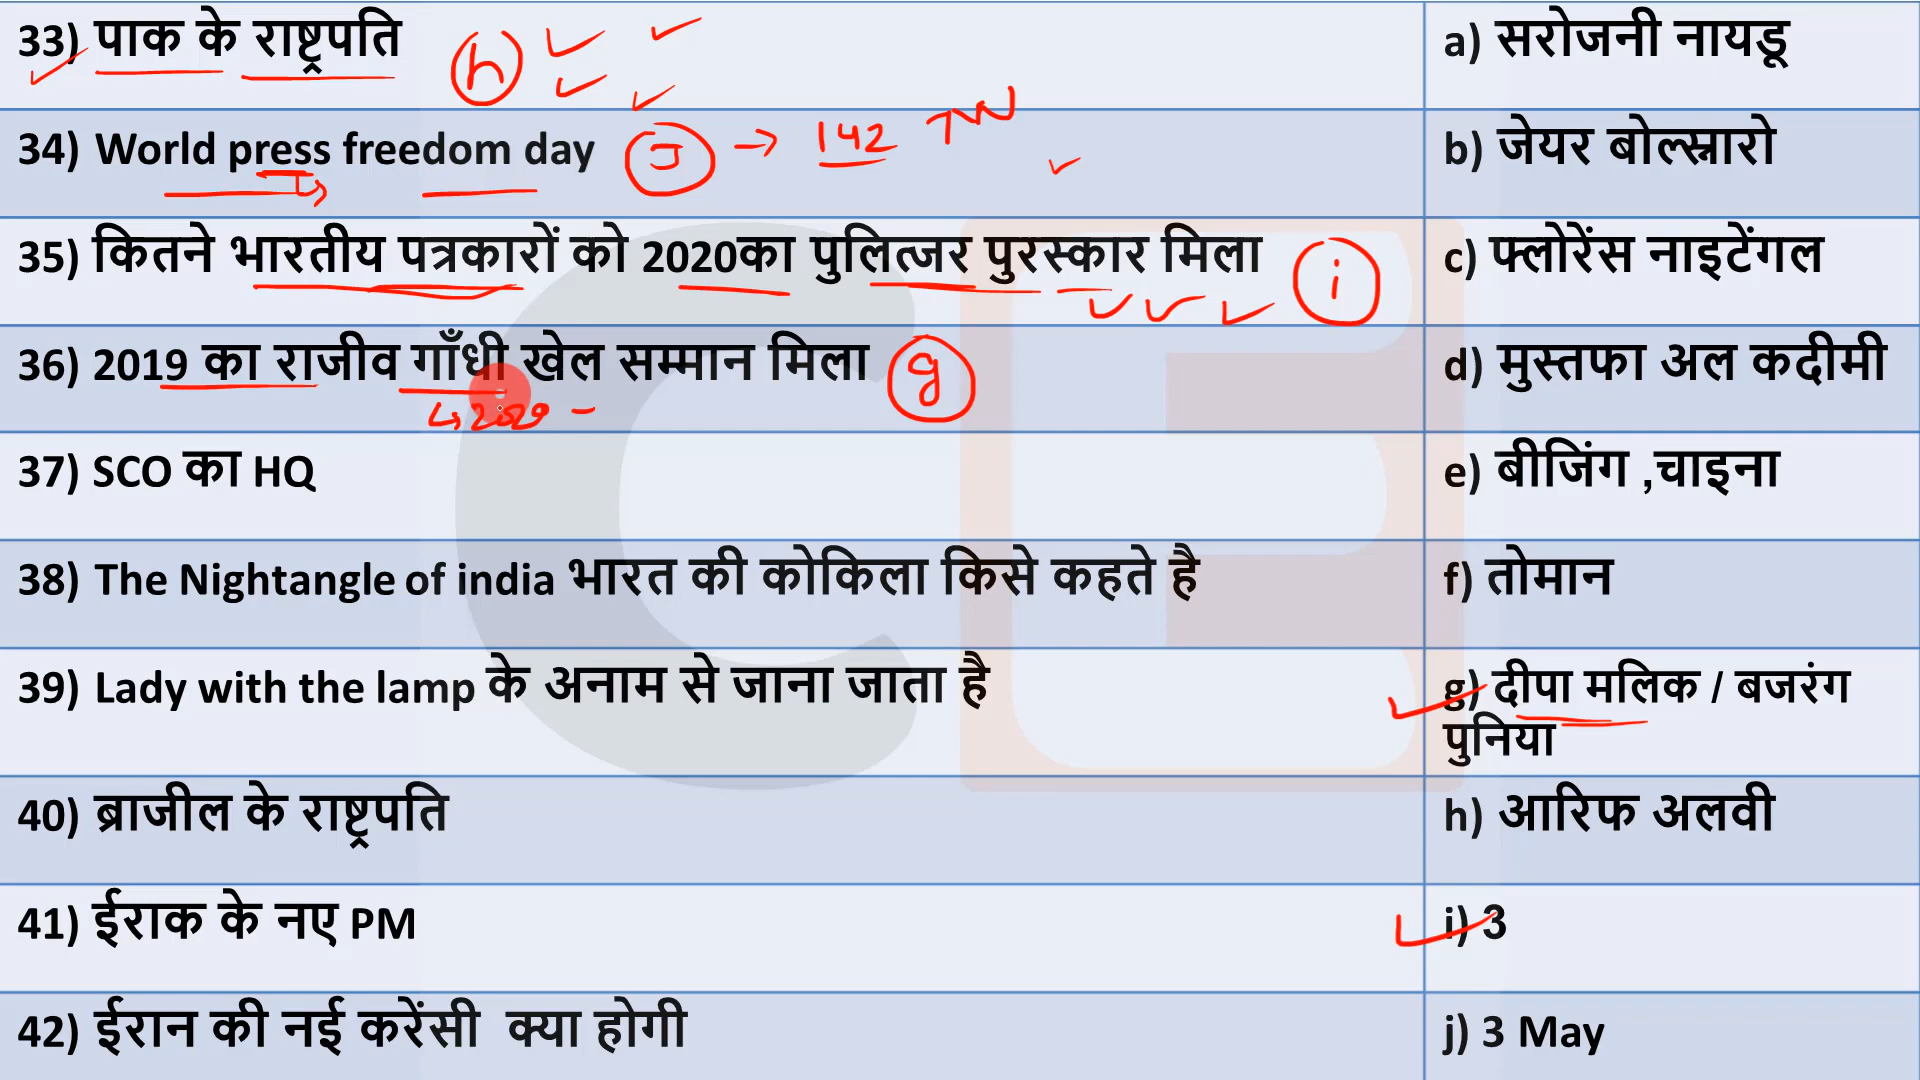 33) पाक के राष्ट्रपति h
a) सरोजनी नायडू
34) World press freedom day J → 142
b) जेयर बोल्स्नारो
35) कितने भारतीय पत्रकारों को 2020का पुलित्जर पुरस्कार मिला i
c) फ्लोरेंस नाइटेंगल
36) 2019 का राजीव गाँधी खेल सम्मान मिला g
d) मुस्तफा अल कदीमी
37) SCO का HQ
e) बीजिंग ,चाइना
38) The Nightangle of india भारत की कोकिला किसे कहते है
f) तोमान
39) Lady with the lamp के अनाम से जाना जाता है
g) दीपा मलिक / बजरंग
पुनिया
40) ब्राजील के राष्ट्रपति
h) आरिफ अलवी
41) ईराक के नए PM
i) 3
42) ईरान की नई करेंसी क्या होगी
j) 3 May